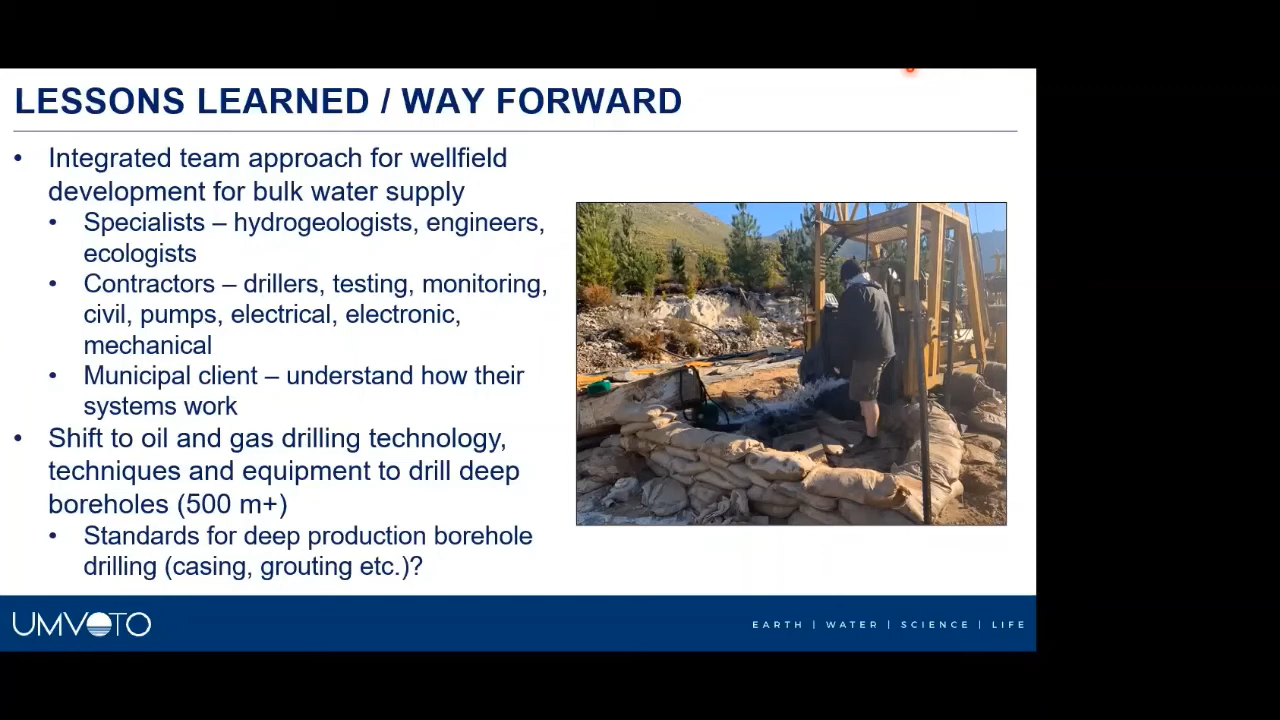 LESSONS LEARNED / WAY FORWARD
• Integrated team approach for wellfield
development for bulk water supply
• Specialists – hydrogeologists, engineers,
ecologists
• Contractors – drillers, testing, monitoring,
civil, pumps, electrical, electronic,
mechanical
• Municipal client – understand how their
systems work
• Shift to oil and gas drilling technology,
techniques and equipment to drill deep
boreholes (500 m+)
• Standards for deep production borehole
drilling (casing, grouting etc.)?
UMVOTO
EARTH | WATER | SCIENCE | LIFE